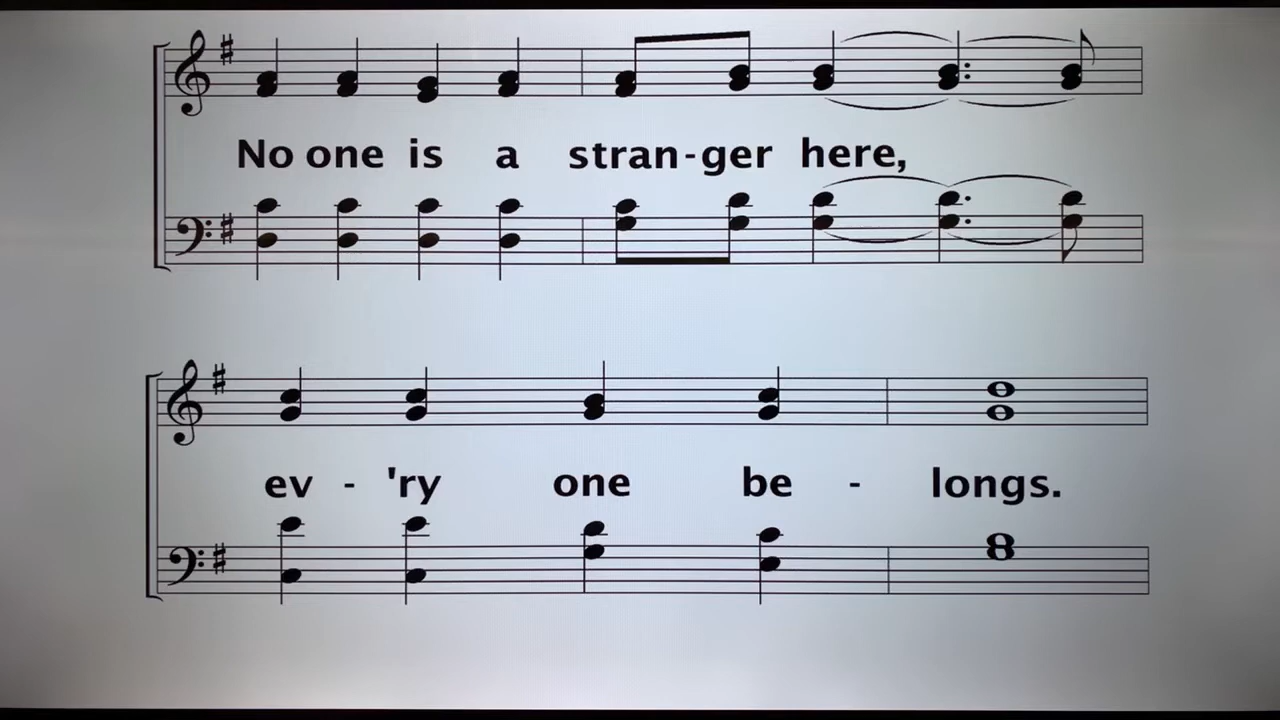 No one is a stran-ger here,
ev - 'ry one be - longs.